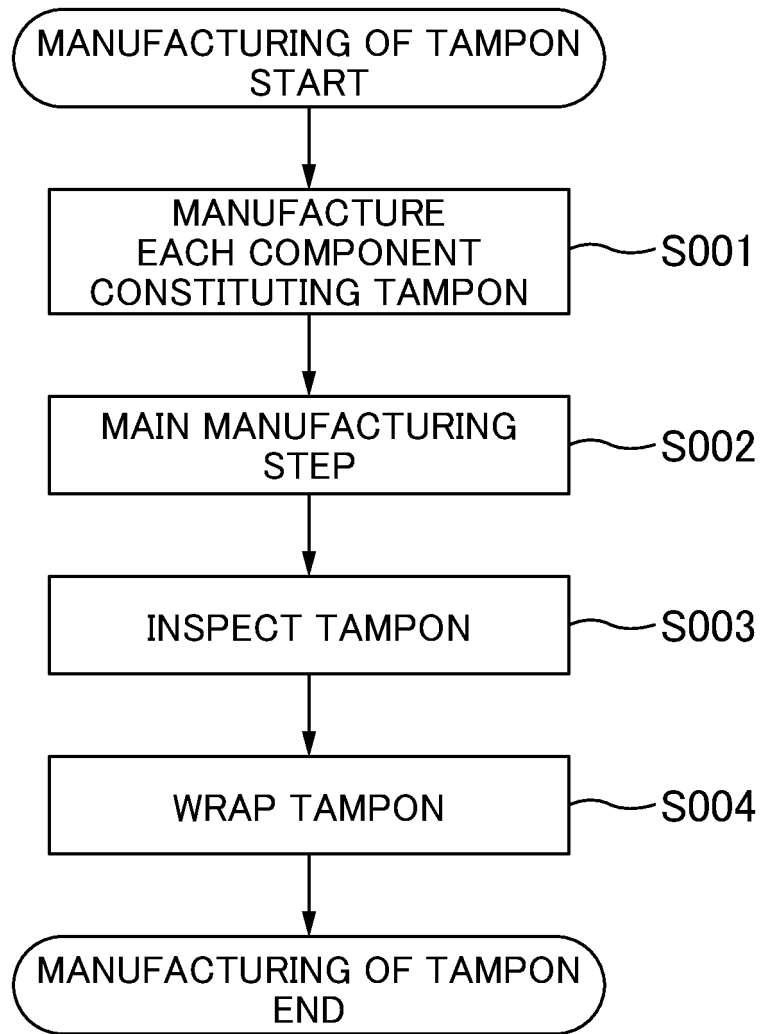 MANUFACTURING OF TAMPON
START
MANUFACTURE
EACH COMPONENT
CONSTITUTING TAMPON
S001
MAIN MANUFACTURING
STEP
S002
INSPECT TAMPON
S003
WRAP TAMPON
S004
MANUFACTURING OF TAMPON
END